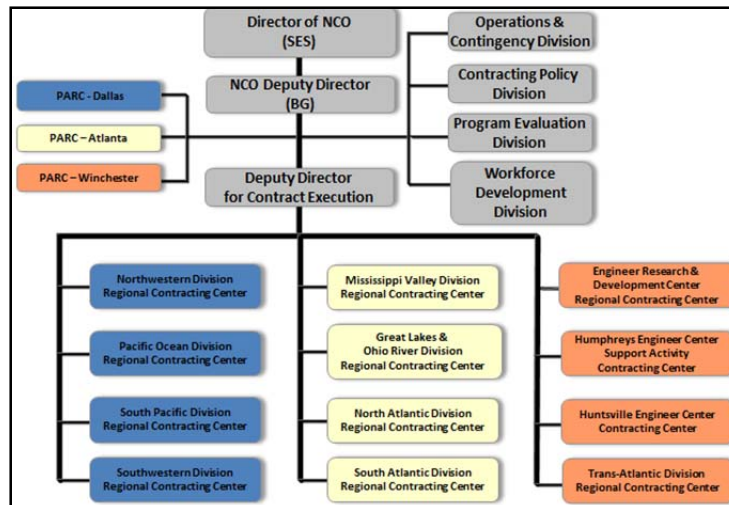 Director of NCO
(SES)
NCO Deputy Director
(BG)
Deputy Director
for Contract Execution
PARC - Dallas
PARC – Atlanta
PARC – Winchester
Operations &
Contingency Division
Contracting Policy
Division
Program Evaluation
Division
Workforce
Development
Division
Northwestern Division
Regional Contracting Center
Pacific Ocean Division
Regional Contracting Center
South Pacific Division
Regional Contracting Center
Southwestern Division
Regional Contracting Center
Mississippi Valley Division
Regional Contracting Center
Great Lakes &
Ohio River Division
Regional Contracting Center
North Atlantic Division
Regional Contracting Center
South Atlantic Division
Regional Contracting Center
Engineer Research &
Development Center
Regional Contracting Center
Humphreys Engineer Center
Support Activity
Contracting Center
Huntsville Engineer Center
Contracting Center
Trans-Atlantic Division
Regional Contracting Center